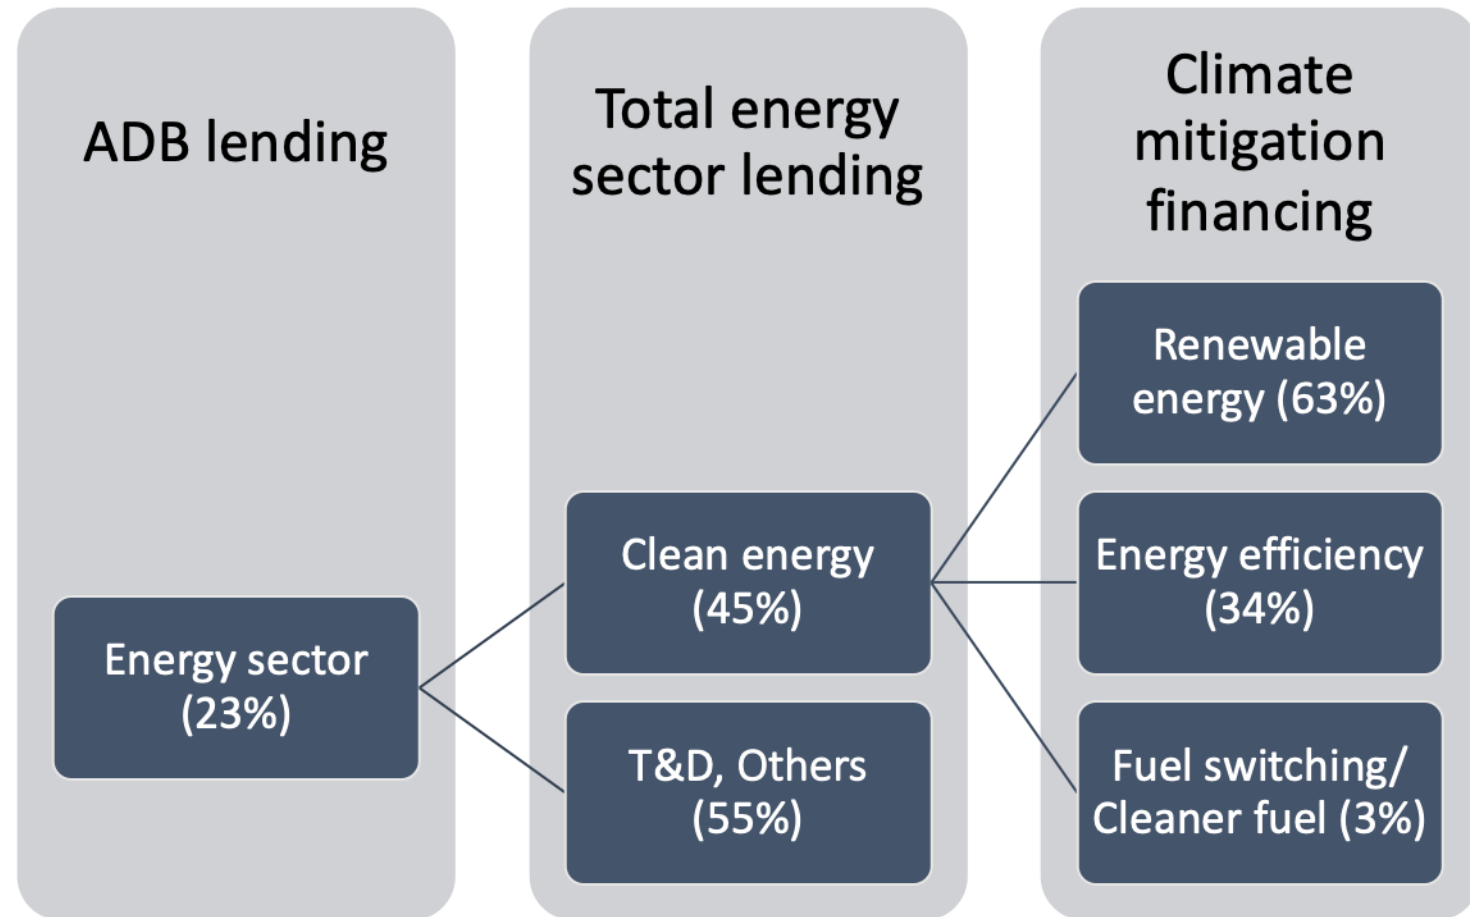 ADB lending
Energy sector
(23%)
Total energy
sector lending
Clean energy
(45%)
T&D, Others
(55%)
Climate
mitigation
financing
Renewable
energy (63%)
Energy efficiency
(34%)
Fuel switching/
Cleaner fuel (3%)